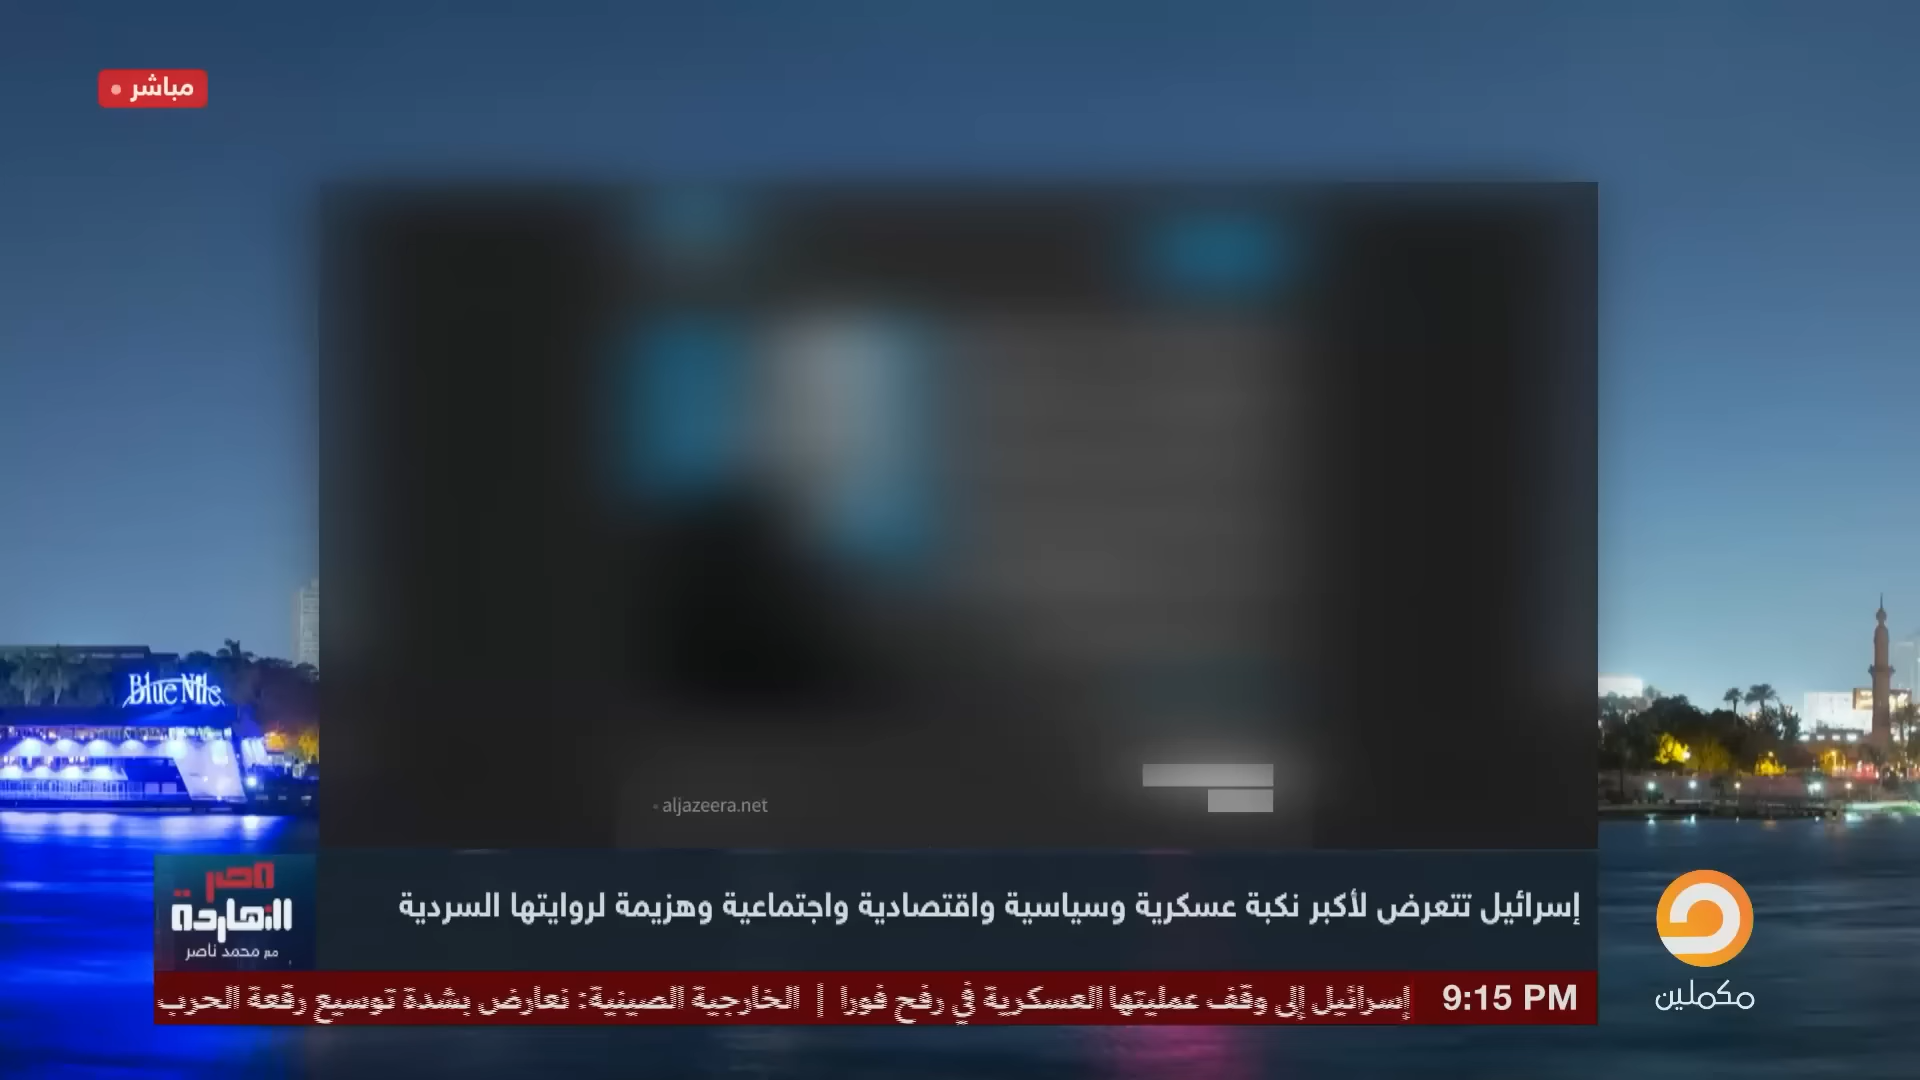 مباشر
Blue Nile
aljazeera.net
مصر
النهاردة
مع محمد ناصر
إسرائيل تتعرض لأكبر نكبة عسكرية وسياسية واقتصادية واجتماعية وهزيمة لروايتها السردية
9:15 PM
إسرائيل إلى وقف عمليتها العسكرية في رفح فورا | الخارجية الصينية: نعارض بشدة توسيع رقعة الحرب
مكملين